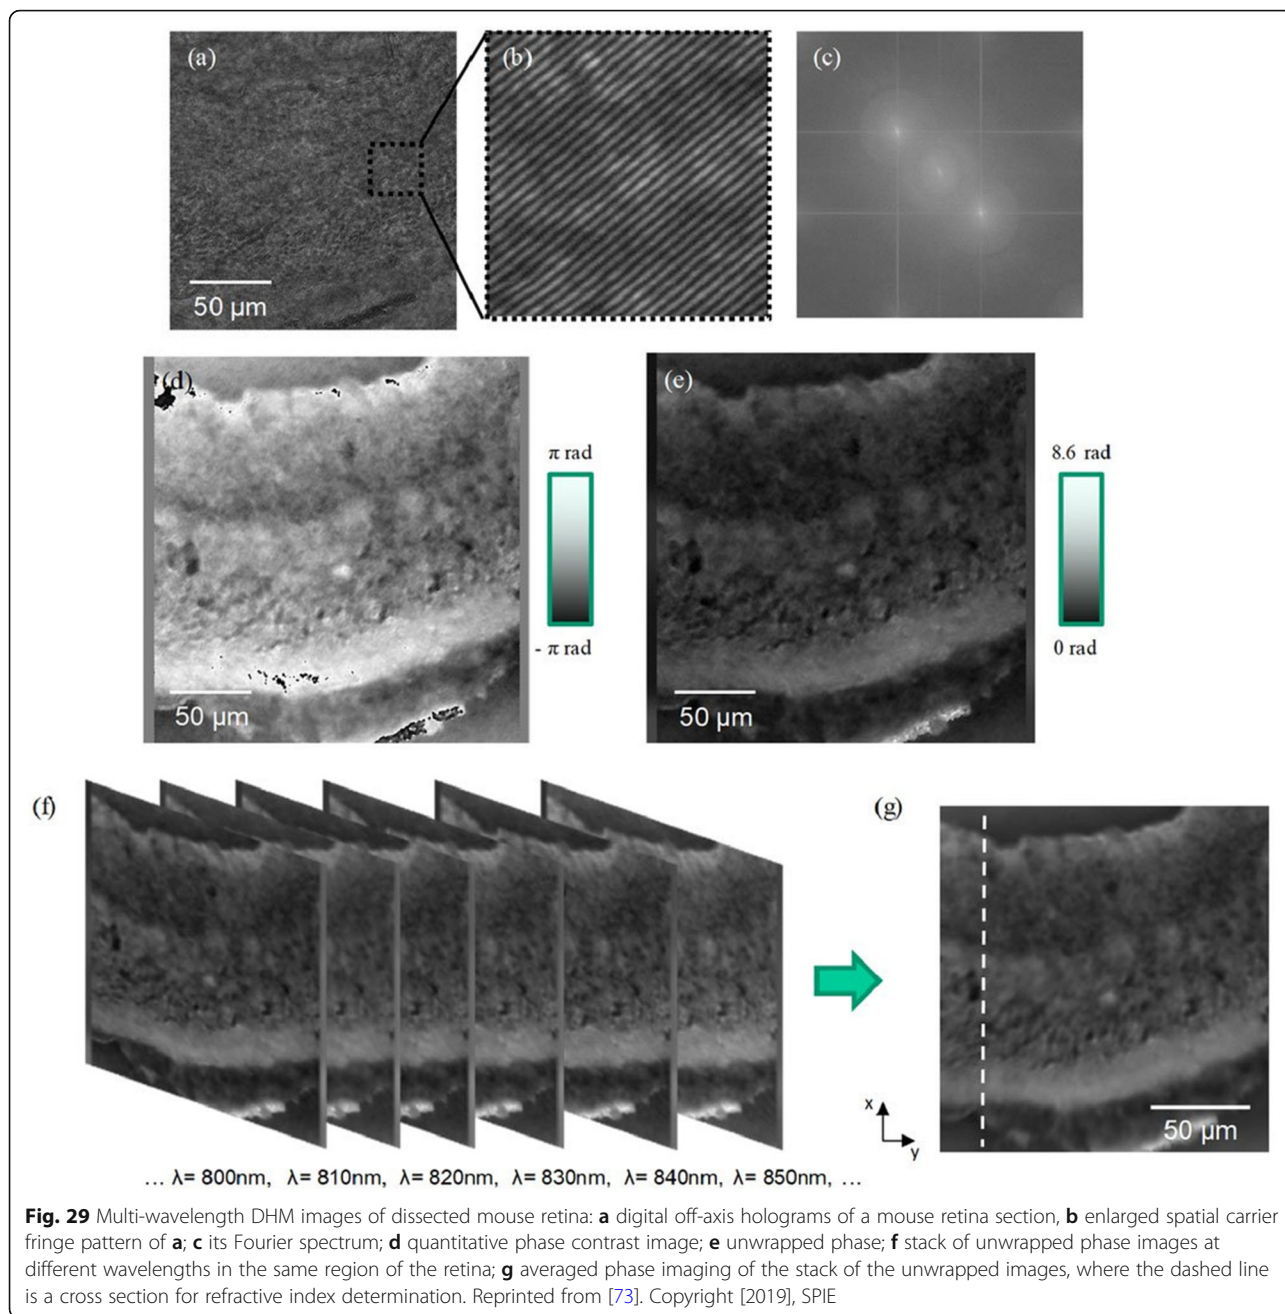 (a)
(b)
(c)
50 µm
(d)
(e)
π rad
- π rad
8.6 rad
0 rad
50 µm
50 µm
(f)
(g)
x
y
50 µm
... λ= 800nm, λ= 810nm, λ= 820nm, λ= 830nm, λ= 840nm, λ= 850nm, ...
Fig. 29 Multi-wavelength DHM images of dissected mouse retina: a digital off-axis holograms of a mouse retina section, b enlarged spatial carrier
fringe pattern of a; c its Fourier spectrum; d quantitative phase contrast image; e unwrapped phase; f stack of unwrapped phase images at
different wavelengths in the same region of the retina; g averaged phase imaging of the stack of the unwrapped images, where the dashed line
is a cross section for refractive index determination. Reprinted from [73]. Copyright [2019], SPIE